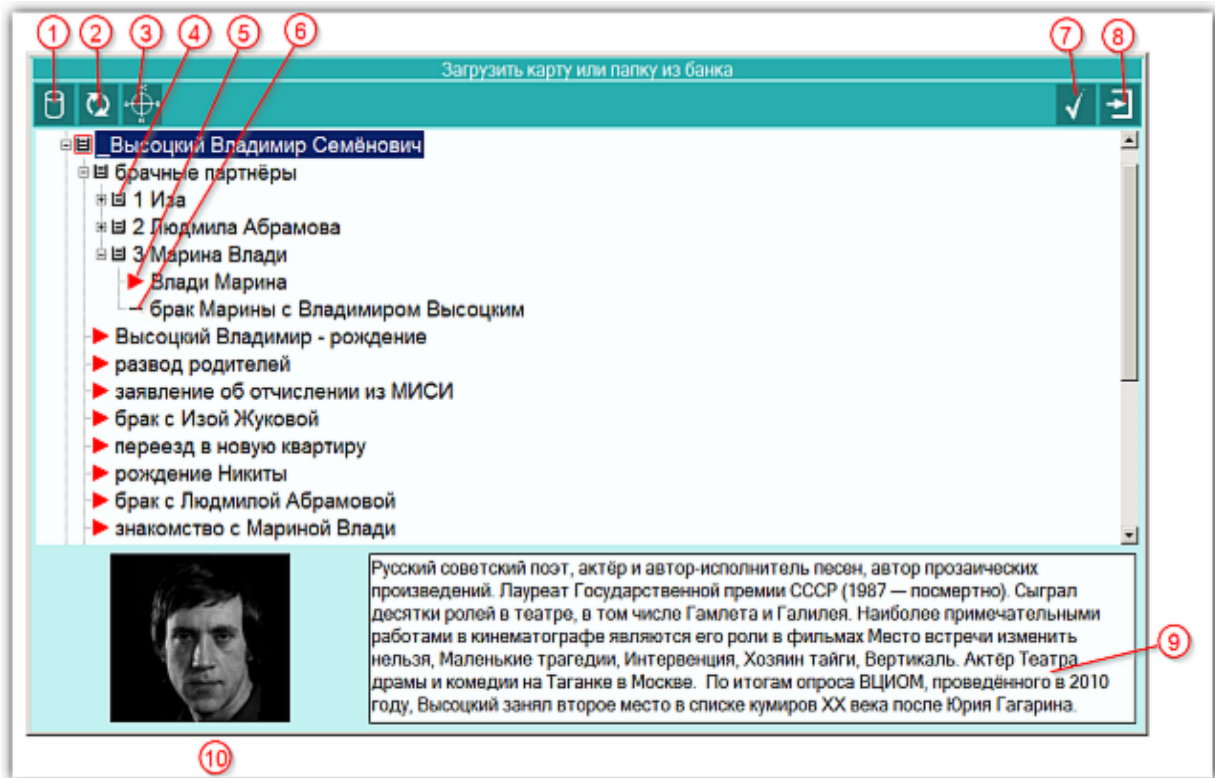 1 2 3 4 5 6 7 8
Загрузить карту или папку из банка
_Высоцкий Владимир Семёнович
брачные партнёры
1 Иза
2 Людмила Абрамова
3 Марина Влади
Влади Марина
брак Марины с Владимиром Высоцким
Высоцкий Владимир - рождение
развод родителей
заявление об отчислении из МИСИ
брак с Изой Жуковой
переезд в новую квартиру
рождение Никиты
брак с Людмилой Абрамовой
знакомство с Мариной Влади
Русский советский поэт, актёр и автор-исполнитель песен, автор прозаических
произведений. Лауреат Государственной премии СССР (1987 — посмертно). Сыграл
десятки ролей в театре, в том числе Гамлета и Галилея. Наиболее примечательными
работами в кинематографе являются его роли в фильмах Место встречи изменить
нельзя, Маленькие трагедии, Интервенция, Хозяин тайги, Вертикаль. Актёр Театра
драмы и комедии на Таганке в Москве. По итогам опроса ВЦИОМ, проведённого в 2010
году, Высоцкий занял второе место в списке кумиров XX века после Юрия Гагарина.
9
10